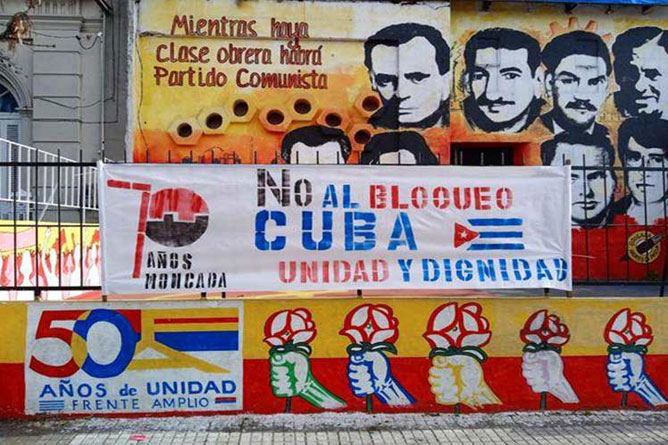 Mientras haya
clase obrera habrá
Partido Comunista
70
AÑOS
MONCADA
NO AL BLOQUEO
CUBA
UNIDAD Y DIGNIDAD
50
AÑOS de UNIDAD
FRENTE AMPLIO